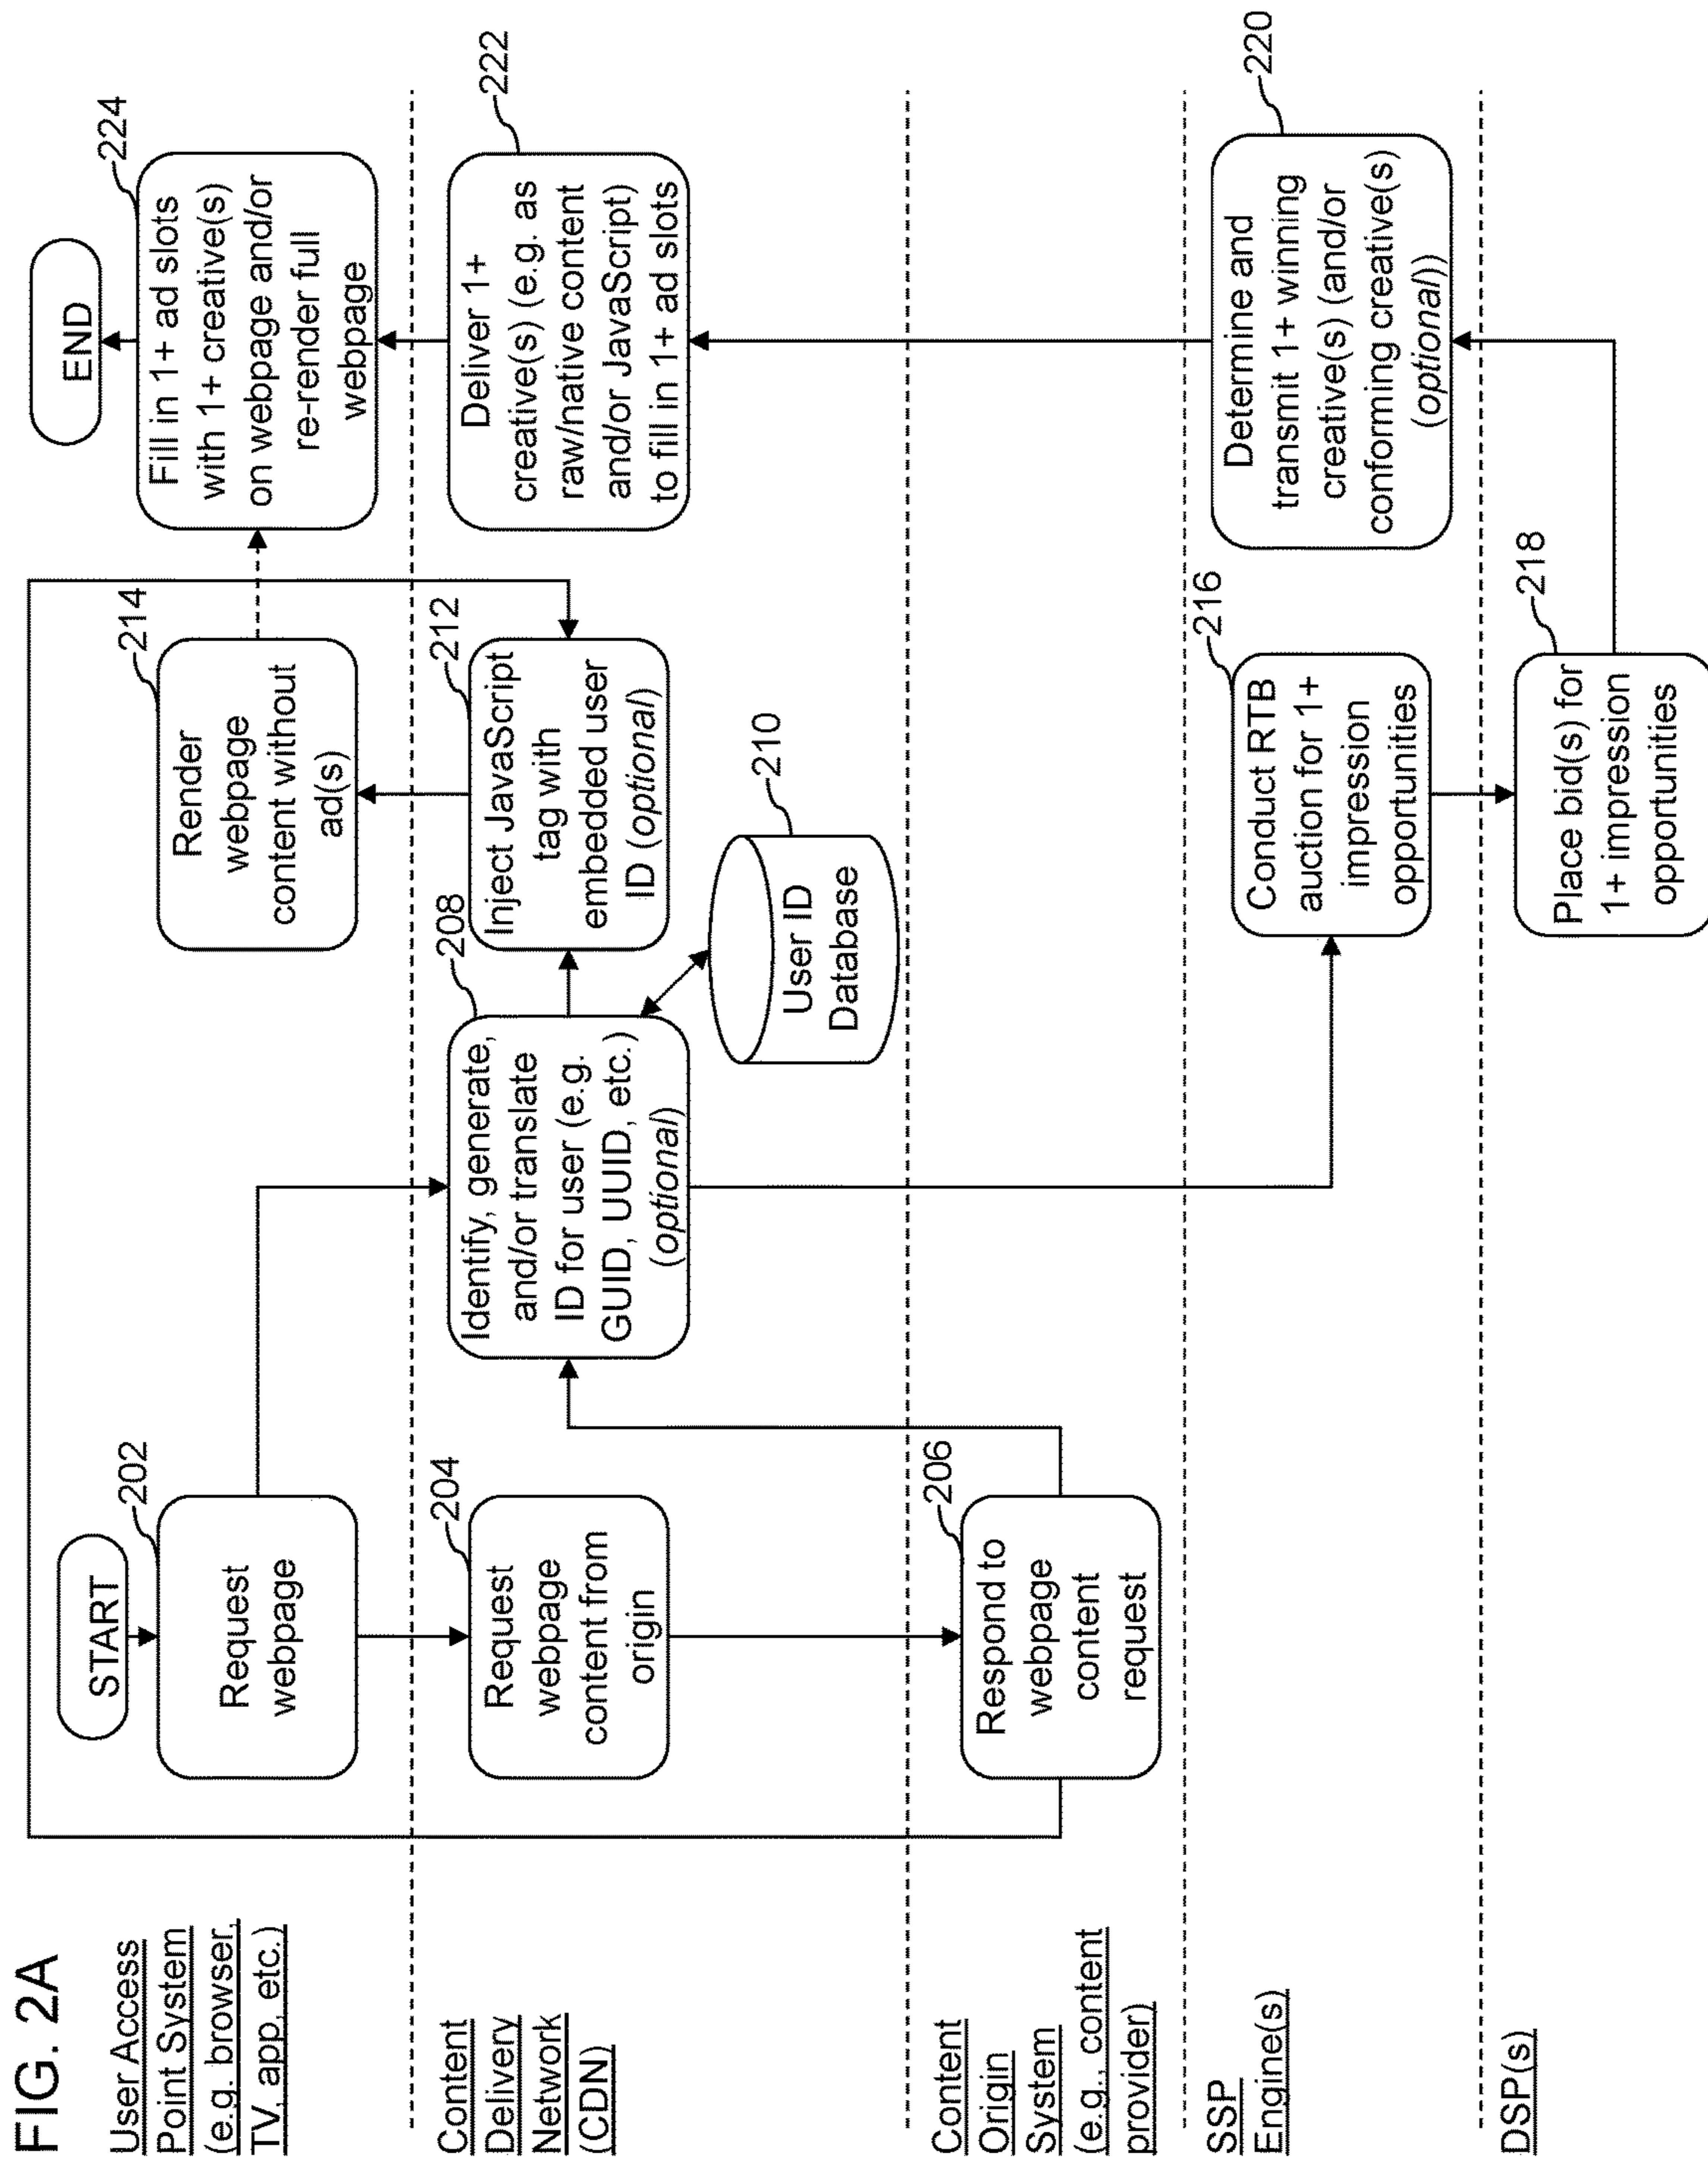 FIG. 2A
User Access
Point System
(e.g. browser,
TV, app, etc.)
START
202
Request
webpage
214
Render
webpage
content without
ad(s)
END
224
Fill in 1+ ad slots
with 1+ creative(s)
on webpage and/or
re-render full
webpage
Content
Delivery
Network
(CDN)
204
Request
webpage
content from
origin
208
Identify, generate,
and/or translate
ID for user (e.g.
GUID, UUID, etc.)
(optional)
210
User ID
Database
212
Inject JavaScript
tag with
embedded user
ID (optional)
222
Deliver 1+
creative(s) (e.g. as
raw/native content
and/or JavaScript)
to fill in 1+ ad slots
Content
Origin
System
(e.g., content
provider)
206
Respond to
webpage
content
request
SSP
Engine(s)
216
Conduct RTB
auction for 1+
impression
opportunities
220
Determine and
transmit 1+ winning
creative(s) (and/or
conforming creative(s)
(optional))
DSP(s)
218
Place bid(s) for
1+ impression
opportunities